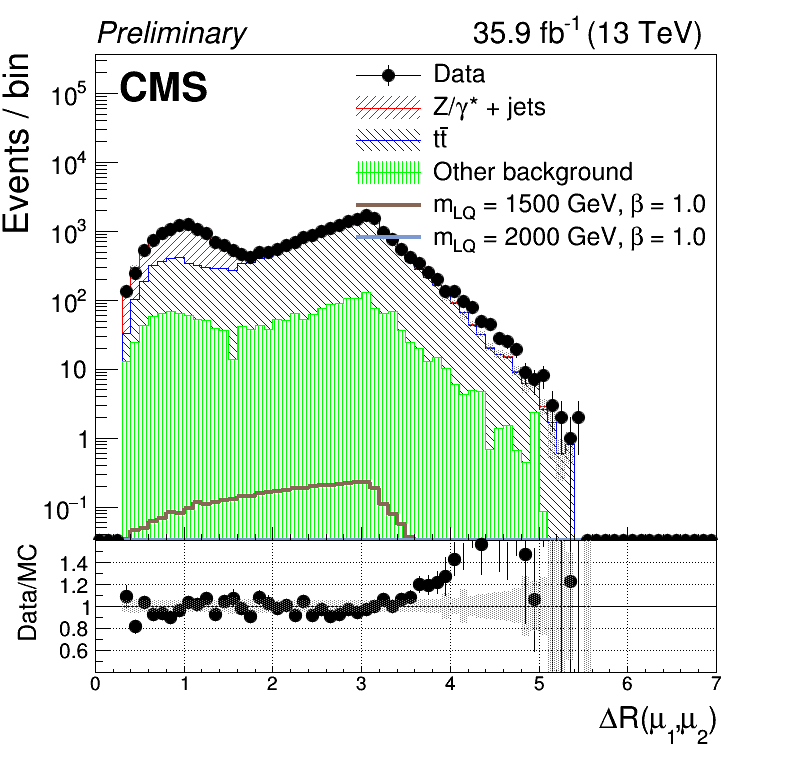 Preliminary 35.9 fb⁻¹ (13 TeV)
CMS
Data
Z/γ* + jets
tt̄
Other background
m_LQ = 1500 GeV, β = 1.0
m_LQ = 2000 GeV, β = 1.0
Events / bin
10⁵
10⁴
10³
10²
10
1
10⁻¹
Data/MC
1.4
1.2
1
0.8
0.6
0 1 2 3 4 5 6 7
ΔR(μ₁,μ₂)